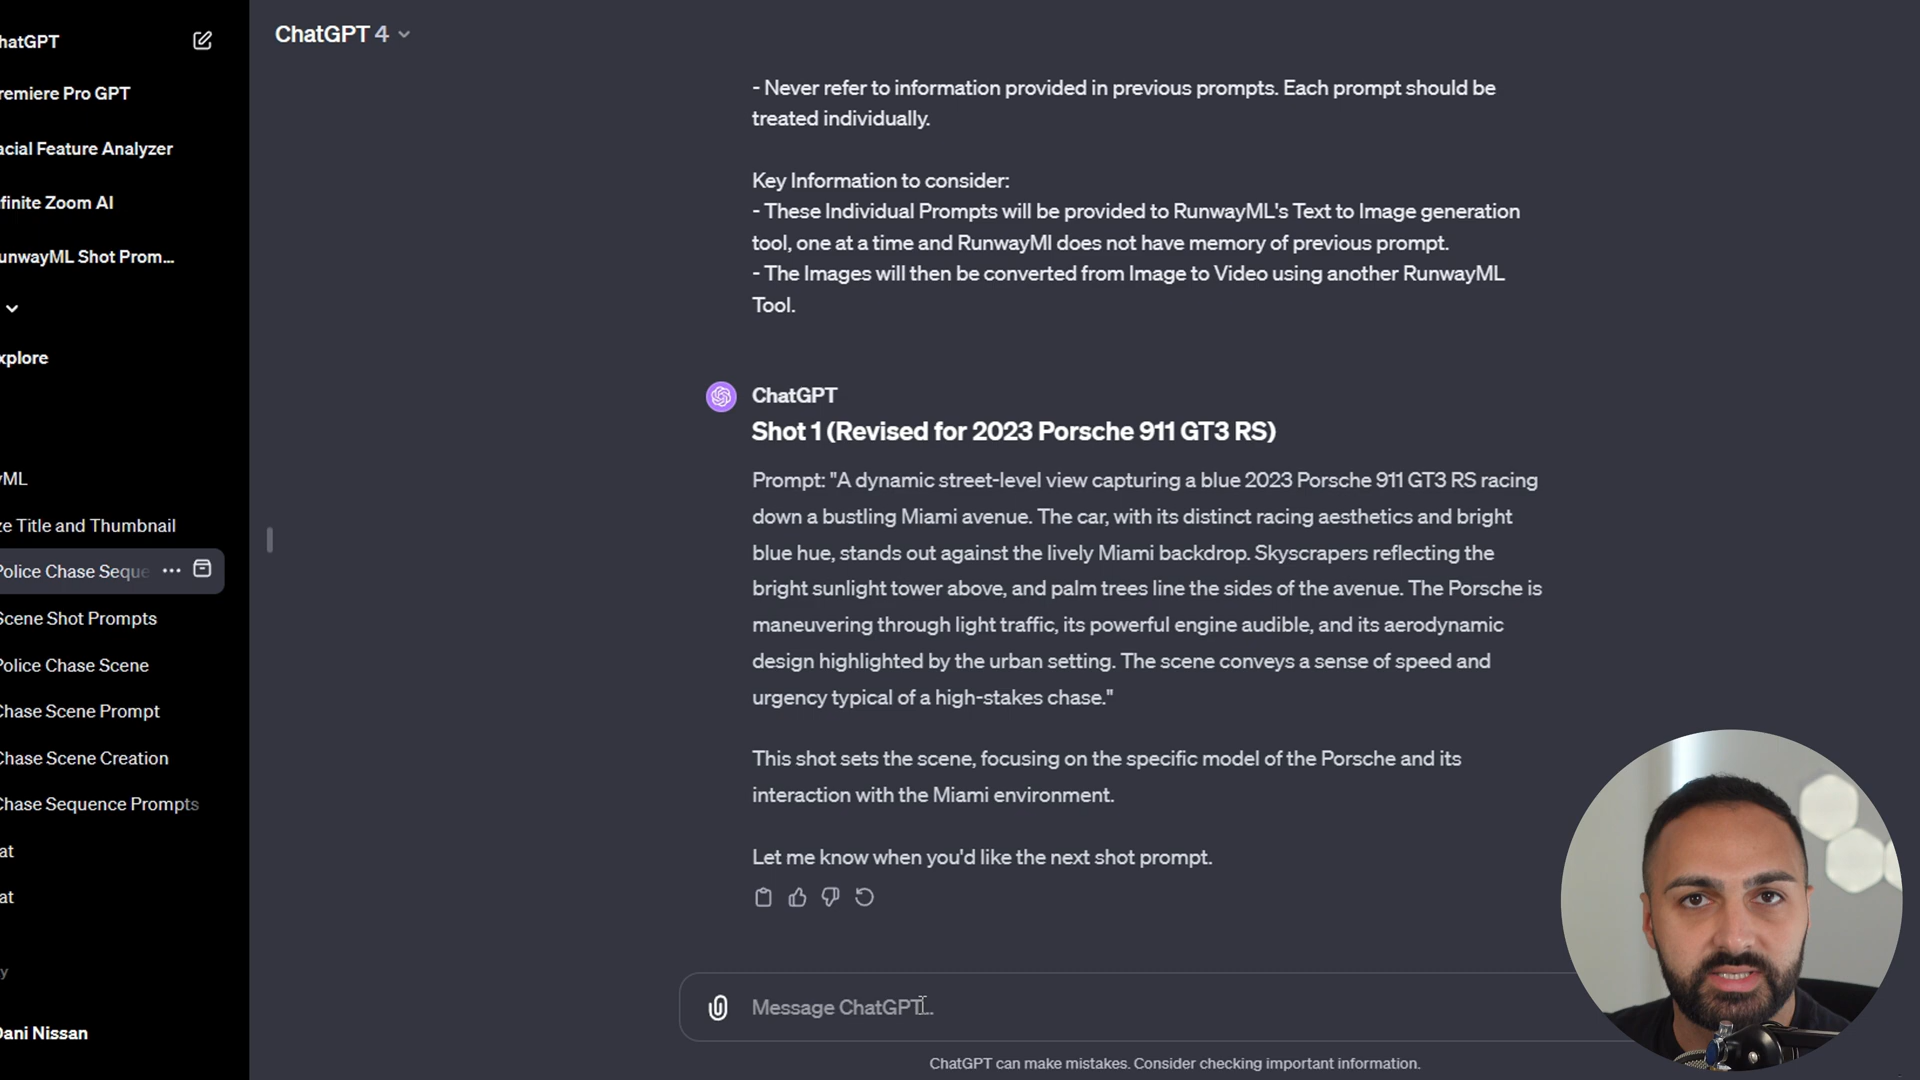 hatGPT
remiere Pro GPT
acial Feature Analyzer
finite Zoom AI
unwayML Shot Prom...
xplore
ML
ze Title and Thumbnail
Police Chase Seque
Scene Shot Prompts
Police Chase Scene
Chase Scene Prompt
Chase Scene Creation
Chase Sequence Prompts
at
at
y
Dani Nissan
ChatGPT 4
- Never refer to information provided in previous prompts. Each prompt should be
treated individually.
Key Information to consider:
- These Individual Prompts will be provided to RunwayML's Text to Image generation
tool, one at a time and RunwayMl does not have memory of previous prompt.
- The Images will then be converted from Image to Video using another RunwayML
Tool.
ChatGPT
Shot 1 (Revised for 2023 Porsche 911 GT3 RS)
Prompt: "A dynamic street-level view capturing a blue 2023 Porsche 911 GT3 RS racing
down a bustling Miami avenue. The car, with its distinct racing aesthetics and bright
blue hue, stands out against the lively Miami backdrop. Skyscrapers reflecting the
bright sunlight tower above, and palm trees line the sides of the avenue. The Porsche is
maneuvering through light traffic, its powerful engine audible, and its aerodynamic
design highlighted by the urban setting. The scene conveys a sense of speed and
urgency typical of a high-stakes chase."
This shot sets the scene, focusing on the specific model of the Porsche and its
interaction with the Miami environment.
Let me know when you'd like the next shot prompt.
Message ChatGPT...
ChatGPT can make mistakes. Consider checking important information.